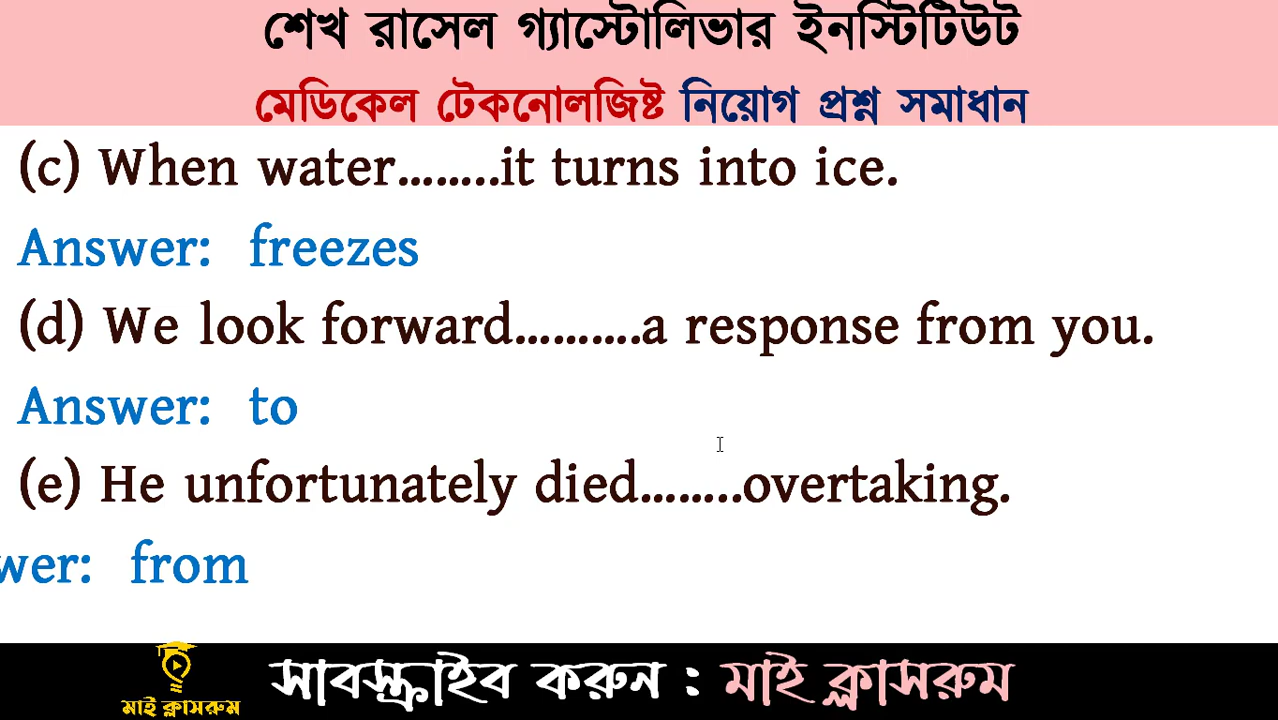 শেখ রাসেল গ্যাস্টোলিভার ইনস্টিটিউট
মেডিকেল টেকনোলজিষ্ট নিয়োগ প্রশ্ন সমাধান
(c) When water........it turns into ice.
Answer: freezes
(d) We look forward..........a response from you.
Answer: to
(e) He unfortunately died........overtaking.
wer: from
সাবস্ক্রাইব করুন : মাই ক্লাসরুম
মাই ক্লাসরুম